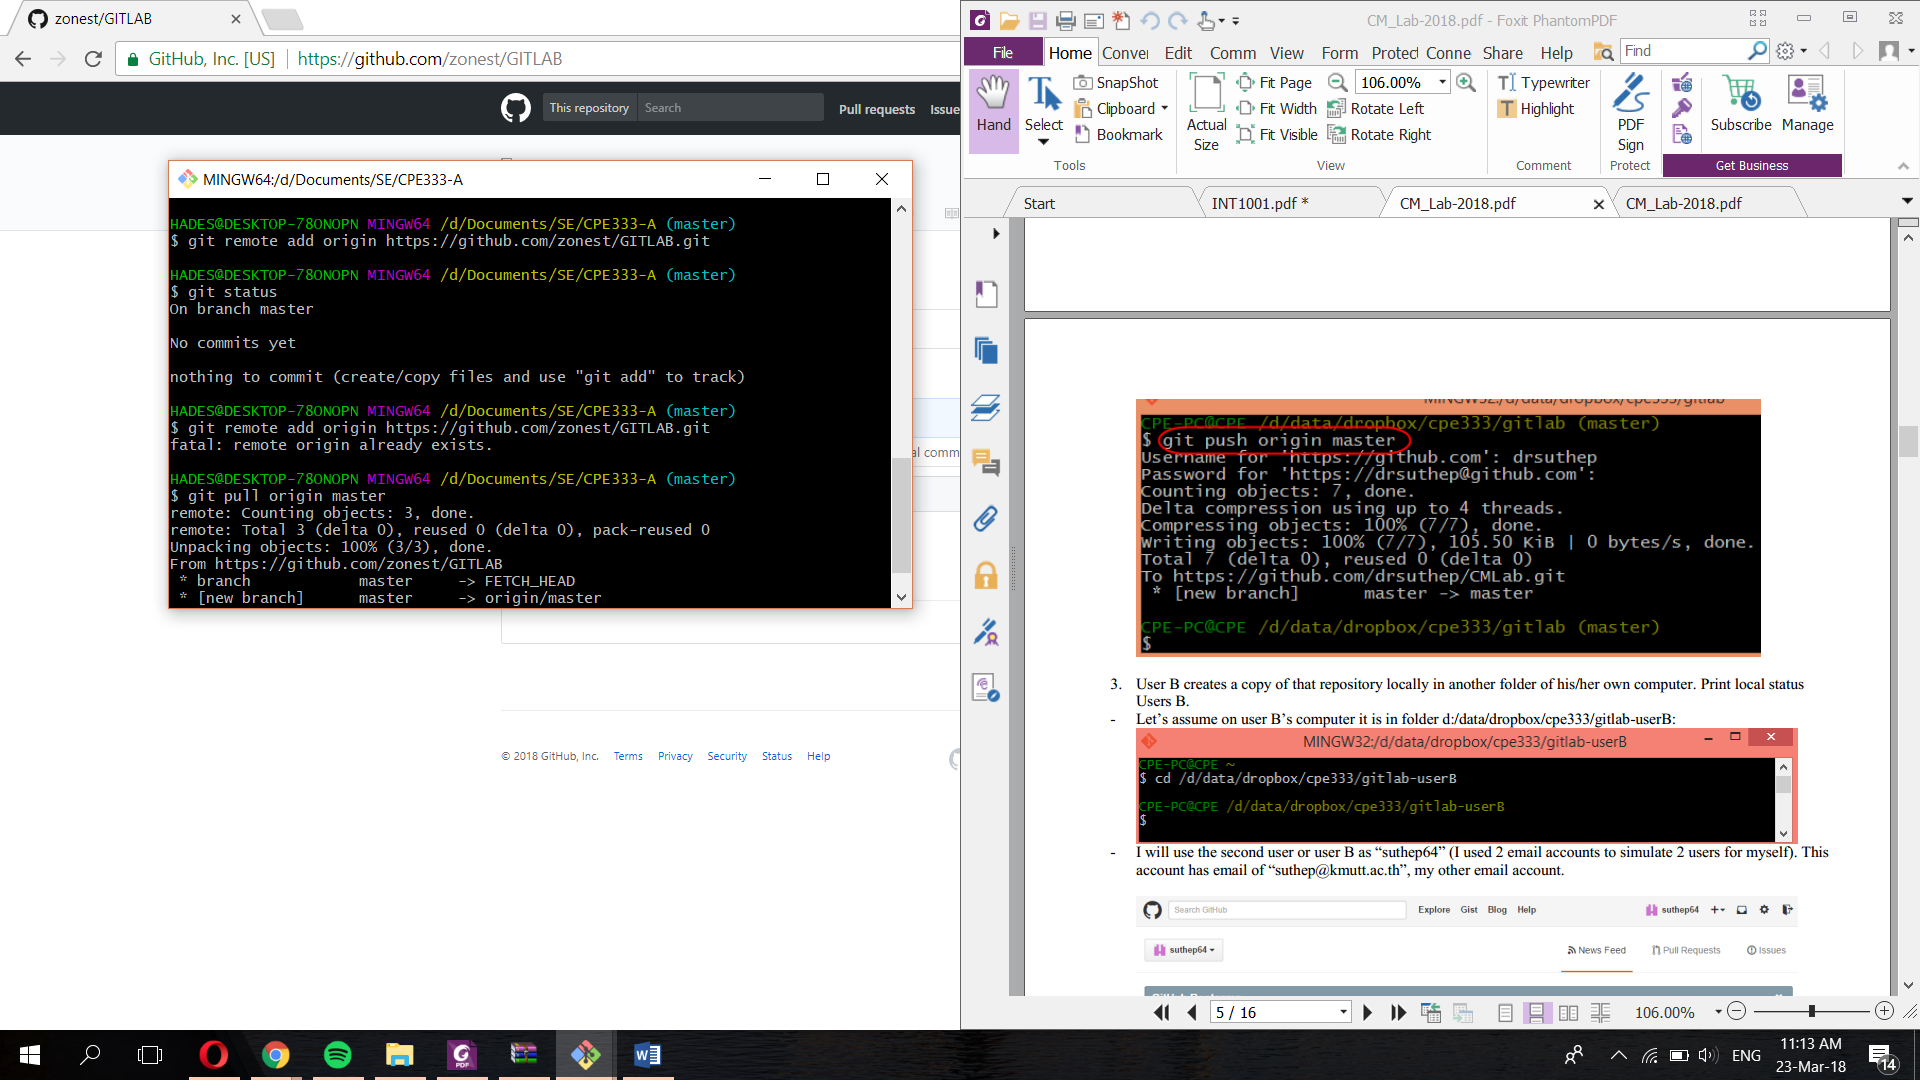 zonest/GITLAB
GitHub, Inc. [US]
https://github.com/zonest/GITLAB
This repository
Search
Pull requests
Issue
al comm
MINGW64:/d/Documents/SE/CPE333-A
HADES@DESKTOP-78ONOPN MINGW64 /d/Documents/SE/CPE333-A (master)
$ git remote add origin https://github.com/zonest/GITLAB.git
HADES@DESKTOP-78ONOPN MINGW64 /d/Documents/SE/CPE333-A (master)
$ git status
On branch master
No commits yet
nothing to commit (create/copy files and use "git add" to track)
HADES@DESKTOP-78ONOPN MINGW64 /d/Documents/SE/CPE333-A (master)
$ git remote add origin https://github.com/zonest/GITLAB.git
fatal: remote origin already exists.
HADES@DESKTOP-78ONOPN MINGW64 /d/Documents/SE/CPE333-A (master)
$ git pull origin master
remote: Counting objects: 3, done.
remote: Total 3 (delta 0), reused 0 (delta 0), pack-reused 0
Unpacking objects: 100% (3/3), done.
From https://github.com/zonest/GITLAB
* branch master -> FETCH_HEAD
* [new branch] master -> origin/master
© 2018 GitHub, Inc. Terms Privacy Security Status Help
CM_Lab-2018.pdf - Foxit PhantomPDF
File Home Conver Edit Comm View Form Protec Conne Share Help
Find
Hand
Select
SnapShot
Clipboard
Bookmark
Tools
Actual Size
Fit Page
Fit Width
Fit Visible
106.00%
Rotate Left
Rotate Right
View
Typewriter
Highlight
Comment
PDF Sign
Protect
Subscribe
Manage
Get Business
Start
INT1001.pdf *
CM_Lab-2018.pdf
CM_Lab-2018.pdf
MINGW32:/d/data/dropbox/cpe333/gitlab
CPE-PC@CPE /d/data/dropbox/cpe333/gitlab (master)
$ git push origin master
Username for 'https://github.com': drsuthep
Password for 'https://drsuthep@github.com':
Counting objects: 7, done.
Delta compression using up to 4 threads.
Compressing objects: 100% (7/7), done.
Writing objects: 100% (7/7), 105.50 KiB | 0 bytes/s, done.
Total 7 (delta 0), reused 0 (delta 0)
To https://github.com/drsuthep/CMLab.git
* [new branch] master -> master
CPE-PC@CPE /d/data/dropbox/cpe333/gitlab (master)
$
3. User B creates a copy of that repository locally in another folder of his/her own computer. Print local status
Users B.
- Let’s assume on user B’s computer it is in folder d:/data/dropbox/cpe333/gitlab-userB:
MINGW32:/d/data/dropbox/cpe333/gitlab-userB
CPE-PC@CPE ~
$ cd /d/data/dropbox/cpe333/gitlab-userB
CPE-PC@CPE /d/data/dropbox/cpe333/gitlab-userB
$
- I will use the second user or user B as “suthep64” (I used 2 email accounts to simulate 2 users for myself). This
account has email of “suthep@kmutt.ac.th”, my other email account.
Search GitHub
Explore Gist Blog Help
suthep64
suthep64
News Feed Pull Requests Issues
5 / 16
106.00%
PDF
ENG
11:13 AM
23-Mar-18
14